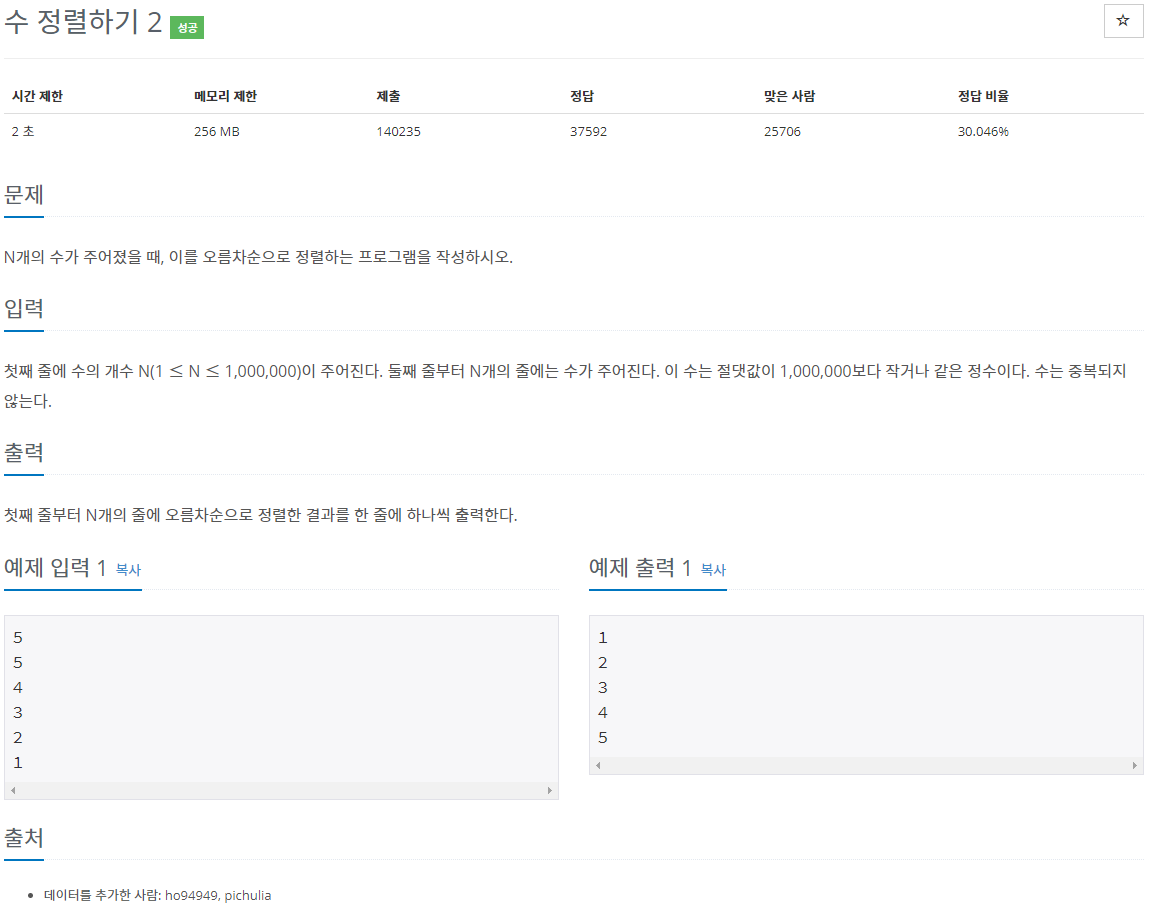 수 정렬하기 2 성공
☆
시간 제한 메모리 제한 제출 정답 맞은 사람 정답 비율
2 초 256 MB 140235 37592 25706 30.046%
문제
N개의 수가 주어졌을 때, 이를 오름차순으로 정렬하는 프로그램을 작성하시오.
입력
첫째 줄에 수의 개수 N(1 ≤ N ≤ 1,000,000)이 주어진다. 둘째 줄부터 N개의 줄에는 수가 주어진다. 이 수는 절댓값이 1,000,000보다 작거나 같은 정수이다. 수는 중복되지
않는다.
출력
첫째 줄부터 N개의 줄에 오름차순으로 정렬한 결과를 한 줄에 하나씩 출력한다.
예제 입력 1 복사
5
5
4
3
2
1
예제 출력 1 복사
1
2
3
4
5
출처
• 데이터를 추가한 사람: ho94949, pichulia